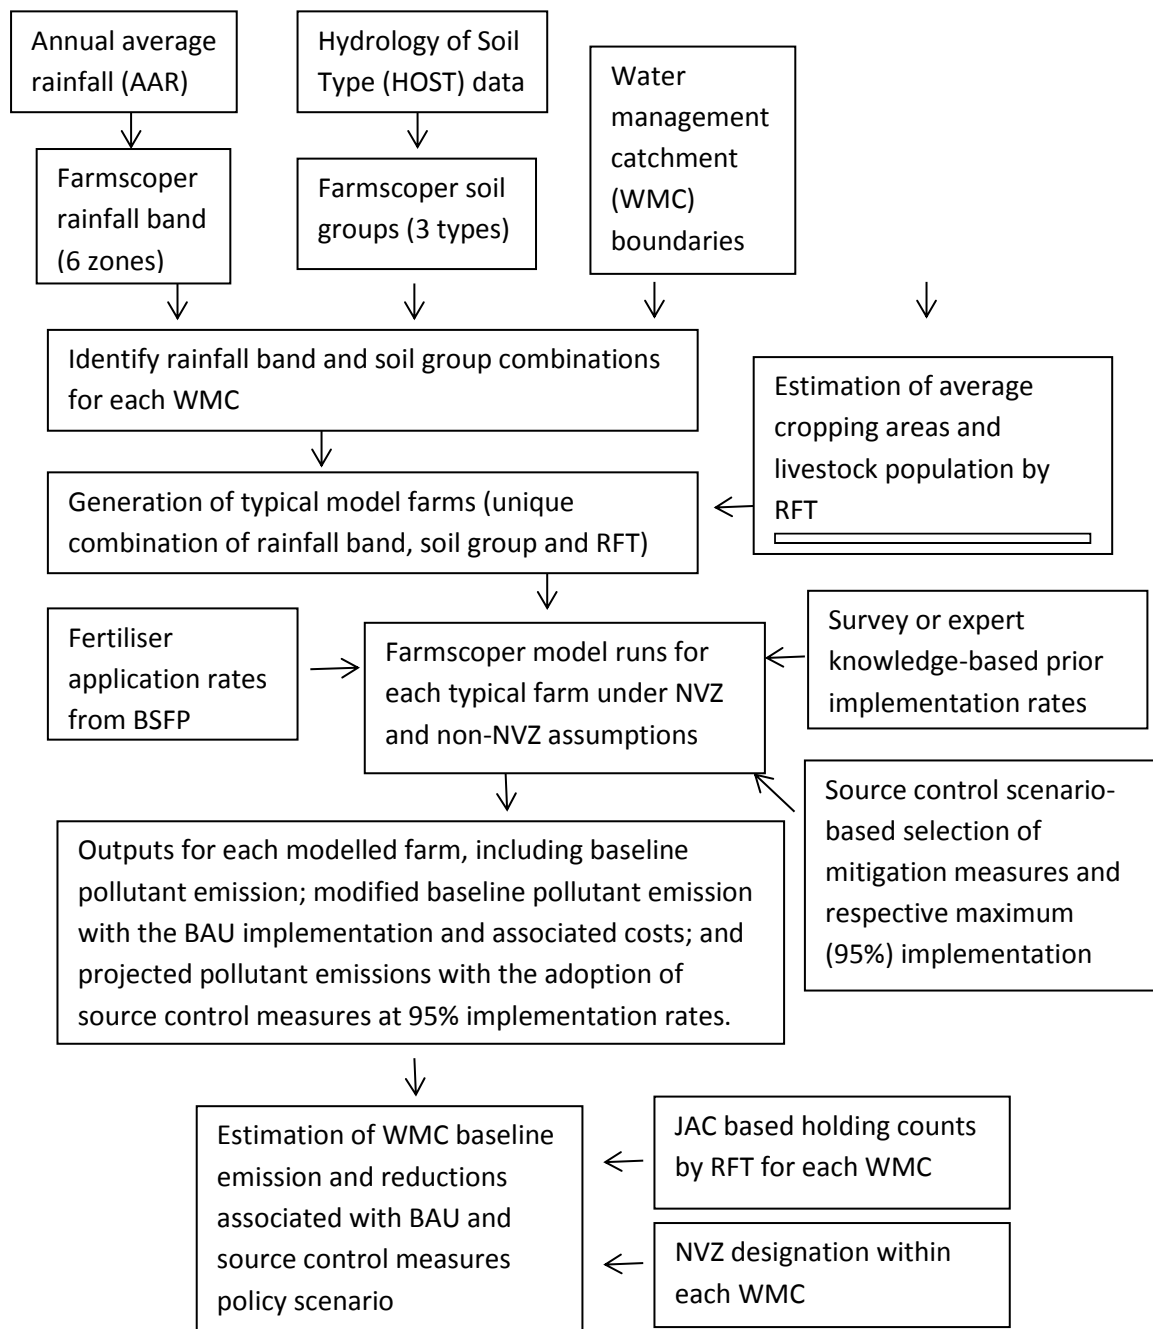 Annual average
rainfall (AAR)
Hydrology of Soil
Type (HOST) data
Water
management
catchment
(WMC)
boundaries
Farmscoper
rainfall band
(6 zones)
Farmscoper soil
groups (3 types)
Identify rainfall band and soil group combinations
for each WMC
Estimation of average
cropping areas and
livestock population by
RFT
Generation of typical model farms (unique
combination of rainfall band, soil group and RFT)
Fertiliser
application rates
from BSFP
Farmscoper model runs for
each typical farm under NVZ
and non-NVZ assumptions
Survey or expert
knowledge-based prior
implementation rates
Source control scenario-
based selection of
mitigation measures and
respective maximum
(95%) implementation
Outputs for each modelled farm, including baseline
pollutant emission; modified baseline pollutant emission
with the BAU implementation and associated costs; and
projected pollutant emissions with the adoption of
source control measures at 95% implementation rates.
Estimation of WMC baseline
emission and reductions
associated with BAU and
source control measures
policy scenario
JAC based holding counts
by RFT for each WMC
NVZ designation within
each WMC